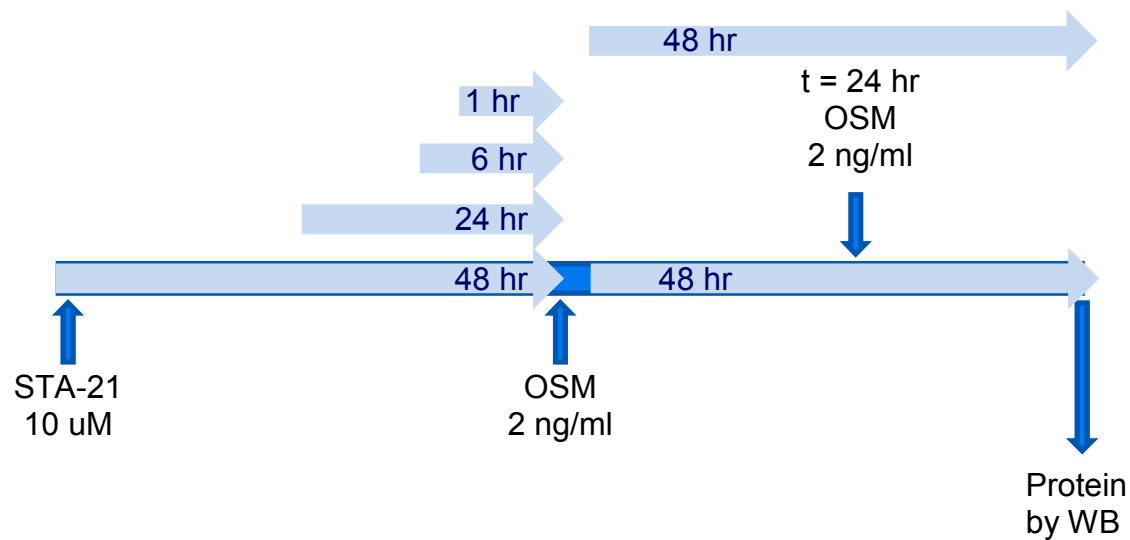 48 hr
t = 24 hr
OSM
2 ng/ml
1 hr
6 hr
24 hr
48 hr
48 hr
STA-21
10 uM
OSM
2 ng/ml
Protein
by WB